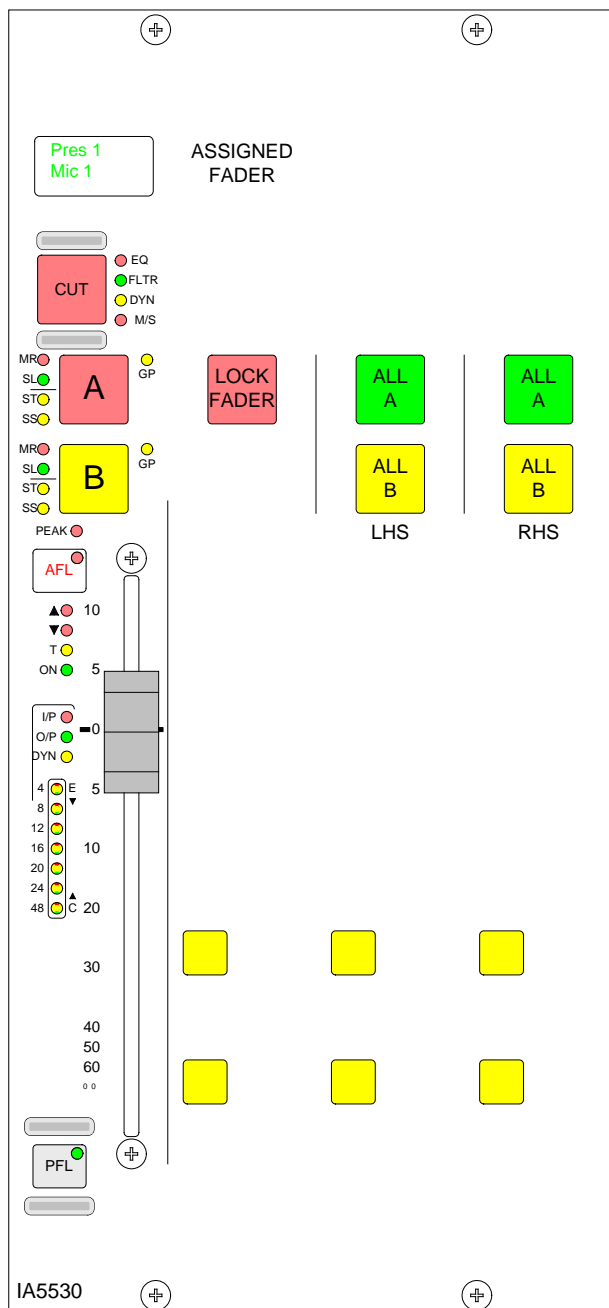 Pres 1
Mic 1
ASSIGNED
FADER
CUT
EQ
FLTR
DYN
M/S
MR
SL
ST
SS
A
GP
LOCK
FADER
ALL
A
ALL
A
MR
SL
ST
SS
B
GP
ALL
B
ALL
B
LHS
RHS
PEAK
AFL
▲
▼
T
ON
10
5
I/P
O/P
DYN
0
4 E
8 ▼
12
16
20
24 ▲
48 C
5
10
20
30
40
50
60
0 0
PFL
IA5530